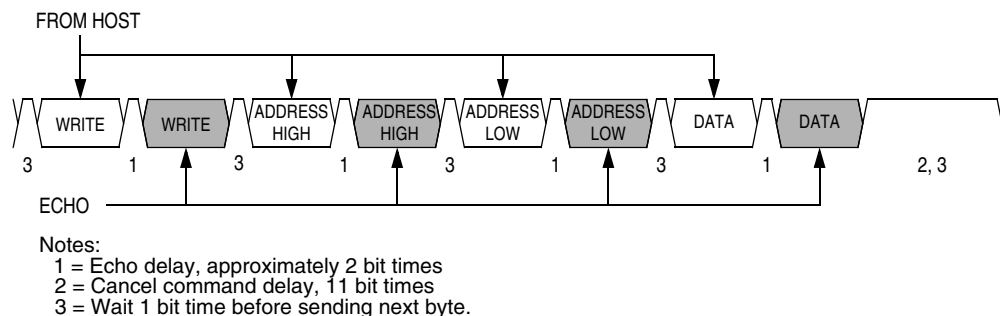 FROM HOST
WRITE WRITE ADDRESS HIGH ADDRESS HIGH ADDRESS LOW ADDRESS LOW DATA DATA
3 1 3 1 3 1 3 1 2, 3
ECHO
Notes:
1 = Echo delay, approximately 2 bit times
2 = Cancel command delay, 11 bit times
3 = Wait 1 bit time before sending next byte.